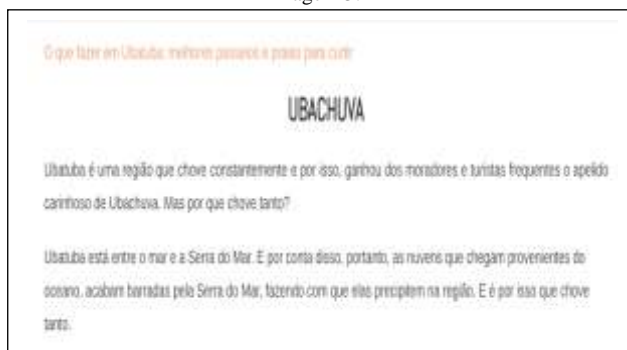 O que fazer em Ubatuba: melhores passeios e praias para curtir
UBACHUVA
Ubatuba é uma região que chove constantemente e por isso, ganhou dos moradores e turistas frequentes o apelido
carinhoso de Ubachuva. Mas por que chove tanto?
Ubatuba está entre o mar e a Serra do Mar. E por conta disso, portanto, as nuvens que chegam provenientes do
oceano, acabam barradas pela Serra do Mar, fazendo com que elas precipitem na região. E é por isso que chove
tanto.